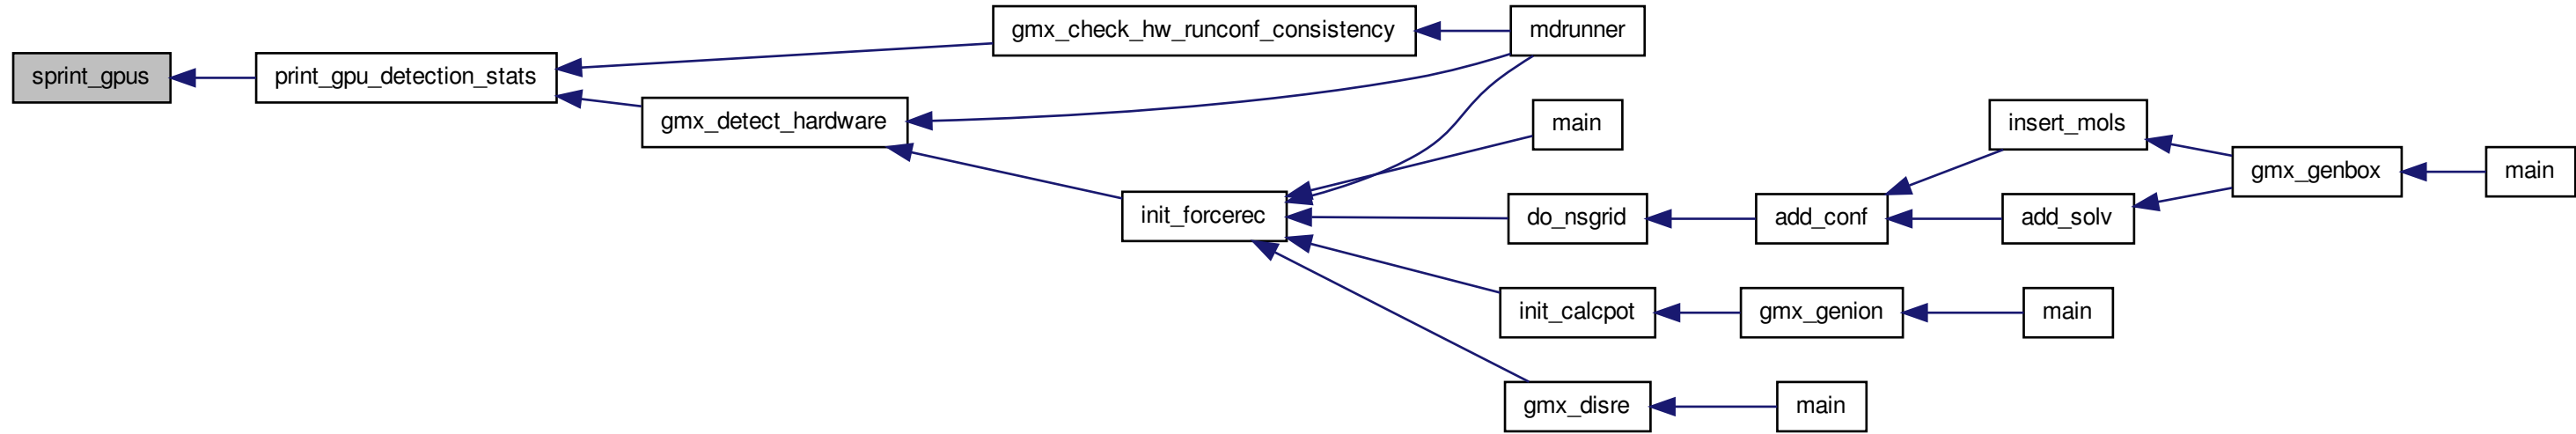 sprint_gpus
print_gpu_detection_stats
gmx_check_hw_runconf_consistency
mdrunner
gmx_detect_hardware
init_forcerec
main
do_nsgrid
add_conf
insert_mols
add_solv
gmx_genbox
main
init_calcpot
gmx_genion
main
gmx_disre
main